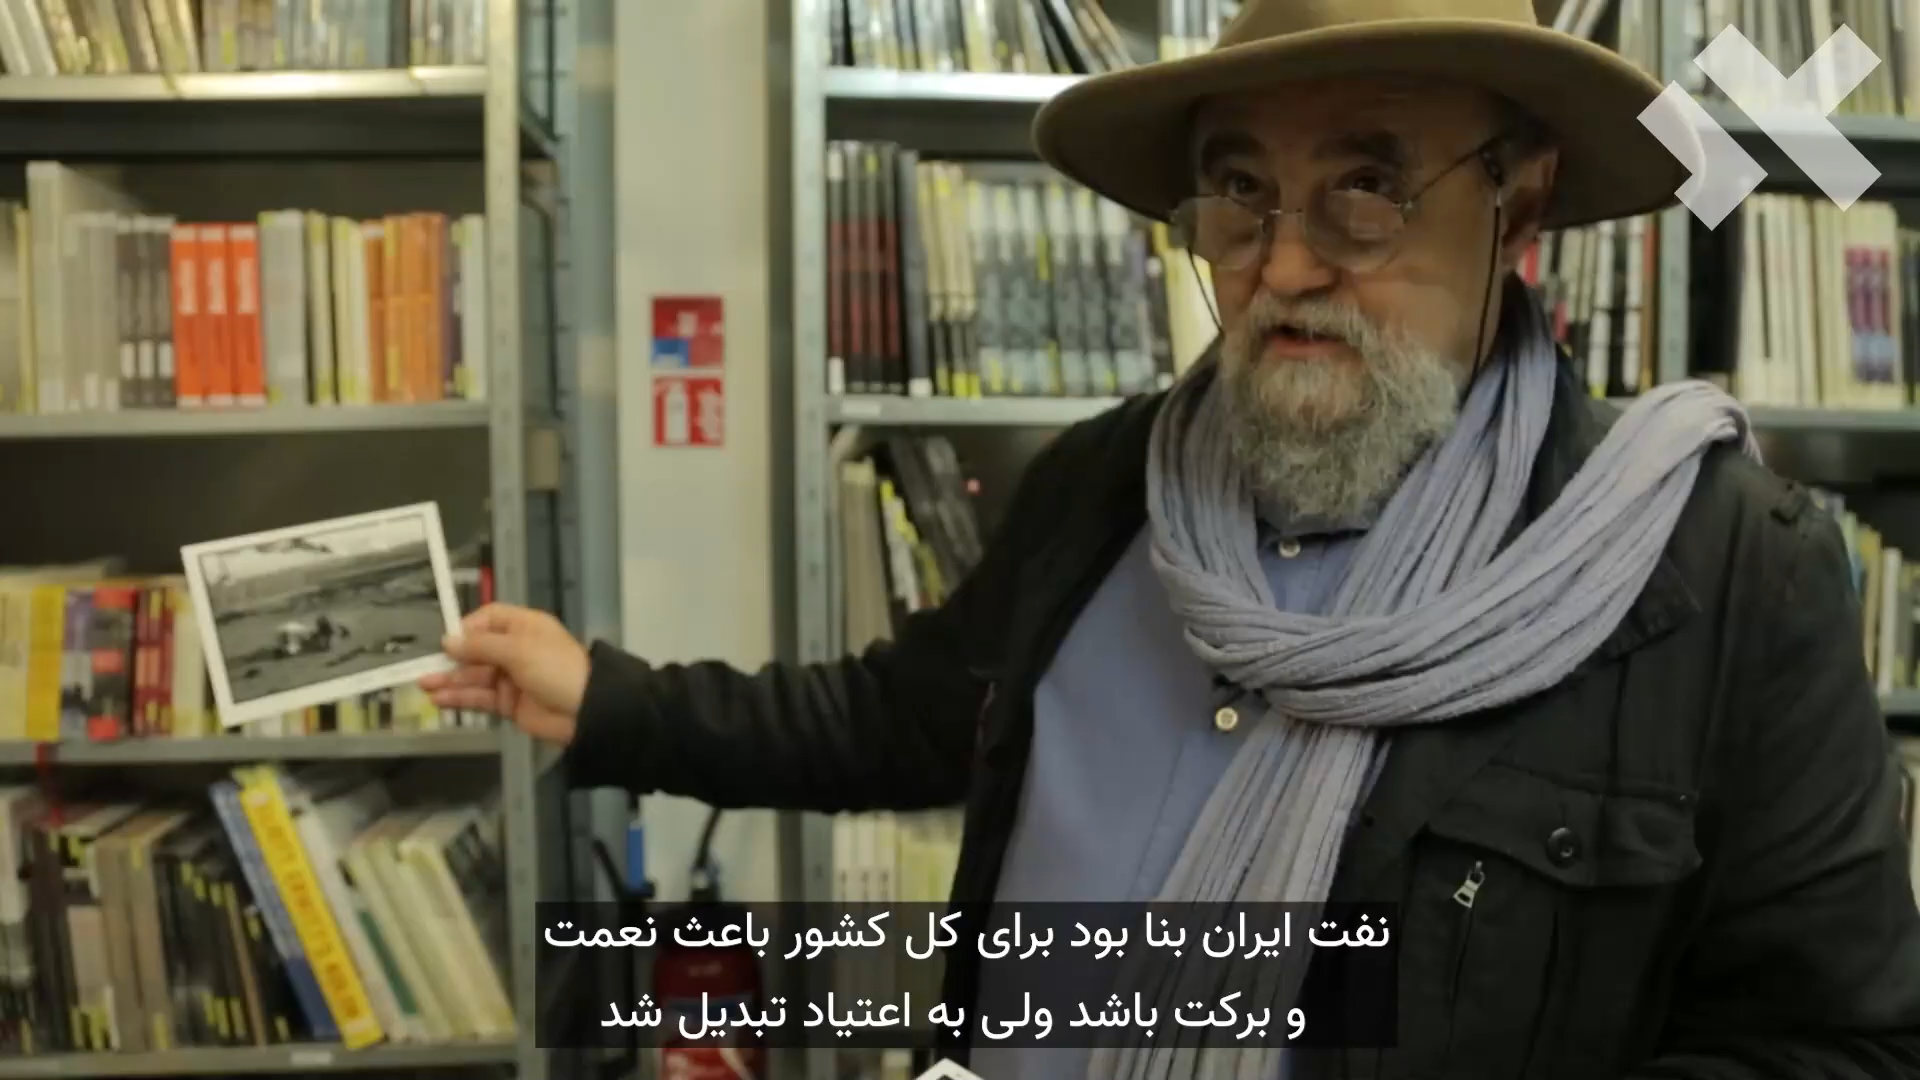 نفت ایران بنا بود برای کل کشور باعث نعمت
و برکت باشد ولی به اعتیاد تبدیل شد